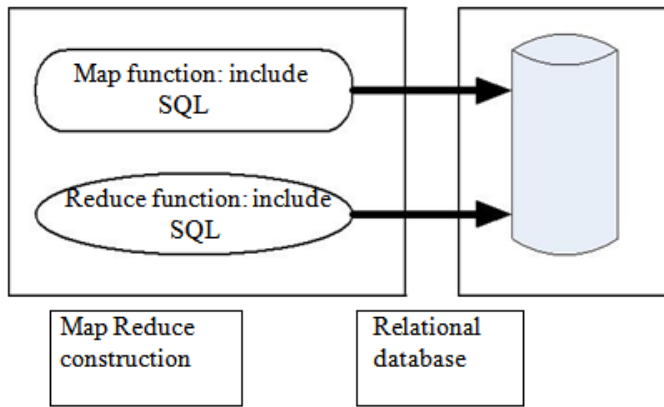 Map function: include
SQL
Reduce function: include
SQL
Map Reduce
construction
Relational
database